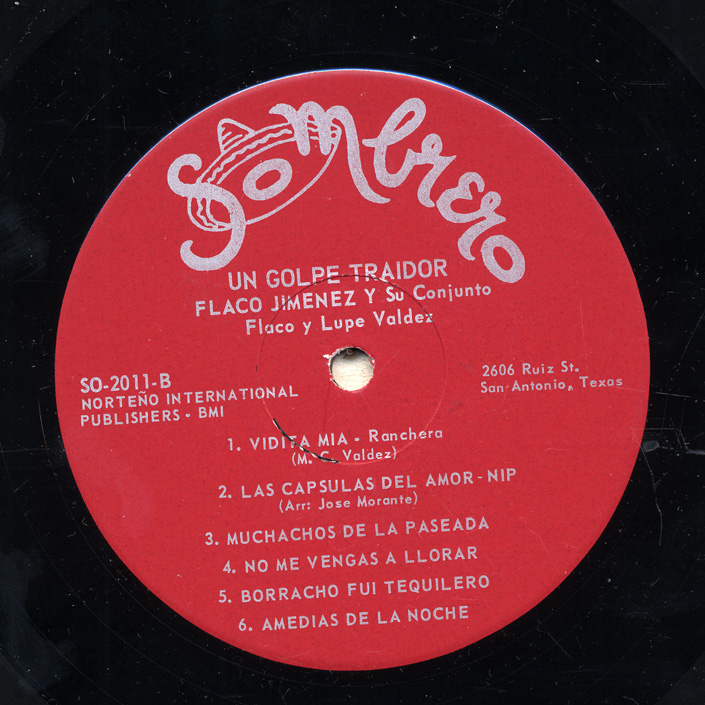 Sombrero
UN GOLPE TRAIDOR
FLACO JIMENEZ Y Su Conjunto
Flaco y Lupe Valdez
SO-2011-B
NORTEÑO INTERNATIONAL
PUBLISHERS - BMI
2606 Ruiz St.
San Antonio, Texas
1. VIDITA MIA - Ranchera
(M. C. Valdez)
2. LAS CAPSULAS DEL AMOR - NIP
(Arr: Jose Morante)
3. MUCHACHOS DE LA PASEADA
4. NO ME VENGAS A LLORAR
5. BORRACHO FUI TEQUILERO
6. AMEDIAS DE LA NOCHE